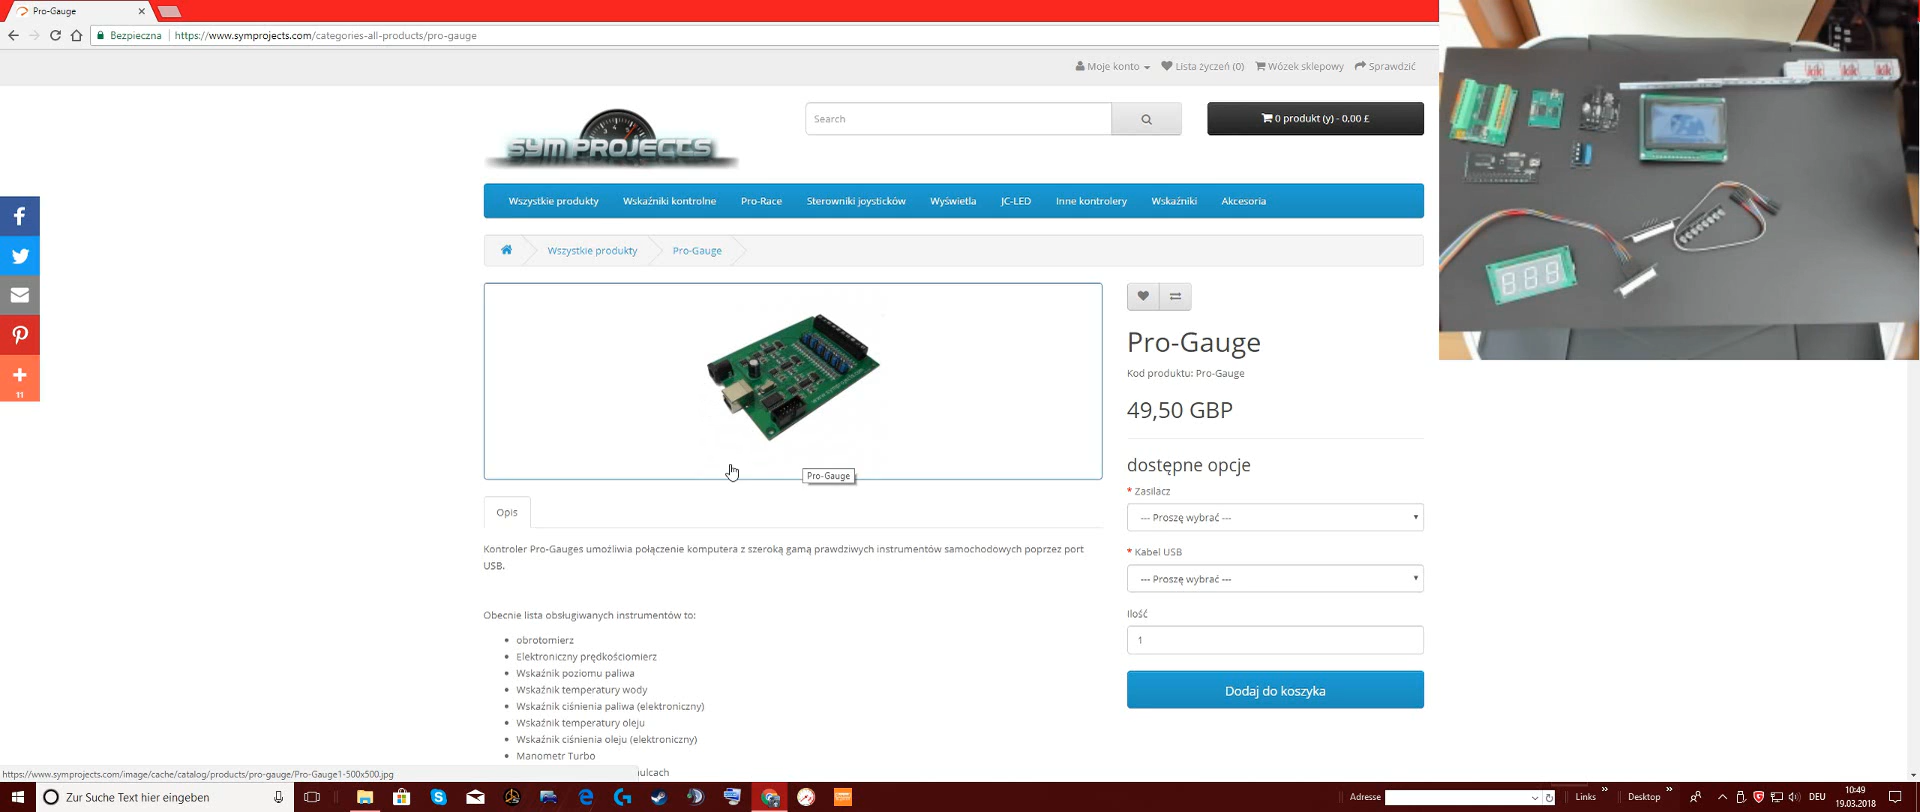 Pro-Gauge
Bezpieczna
https://www.symprojects.com/categories-all-products/pro-gauge
Moje konto
Lista życzeń (0)
Wózek sklepowy
Sprawdzić
SYM PROJECTS
Search
0 produkt (y) - 0,00 £
Wszystkie produkty
Wskaźniki kontrolne
Pro-Race
Sterowniki joysticków
Wyświetla
JC-LED
Inne kontrolery
Wskaźniki
Akcesoria
Wszystkie produkty
Pro-Gauge
Pro-Gauge
Kod produktu: Pro-Gauge
49,50 GBP
dostępne opcje
* Zasilacz
--- Proszę wybrać ---
* Kabel USB
--- Proszę wybrać ---
Ilość
1
Dodaj do koszyka
Pro-Gauge
Opis
Kontroler Pro-Gauges umożliwia połączenie komputera z szeroką gamą prawdziwych instrumentów samochodowych poprzez port
USB.
Obecnie lista obsługiwanych instrumentów to:
obrotomierz
Elektroniczny prędkościomierz
Wskaźnik poziomu paliwa
Wskaźnik temperatury wody
Wskaźnik ciśnienia paliwa (elektroniczny)
Wskaźnik temperatury oleju
Wskaźnik ciśnienia oleju (elektroniczny)
Manometr Turbo
11
kik kik kik
8.8.8.
https://www.symprojects.com/image/cache/catalog/products/pro-gauge/Pro-Gauge1-500x500.jpg
Zur Suche Text hier eingeben
Adresse
Links
Desktop
DEU
10:49
19.03.2018